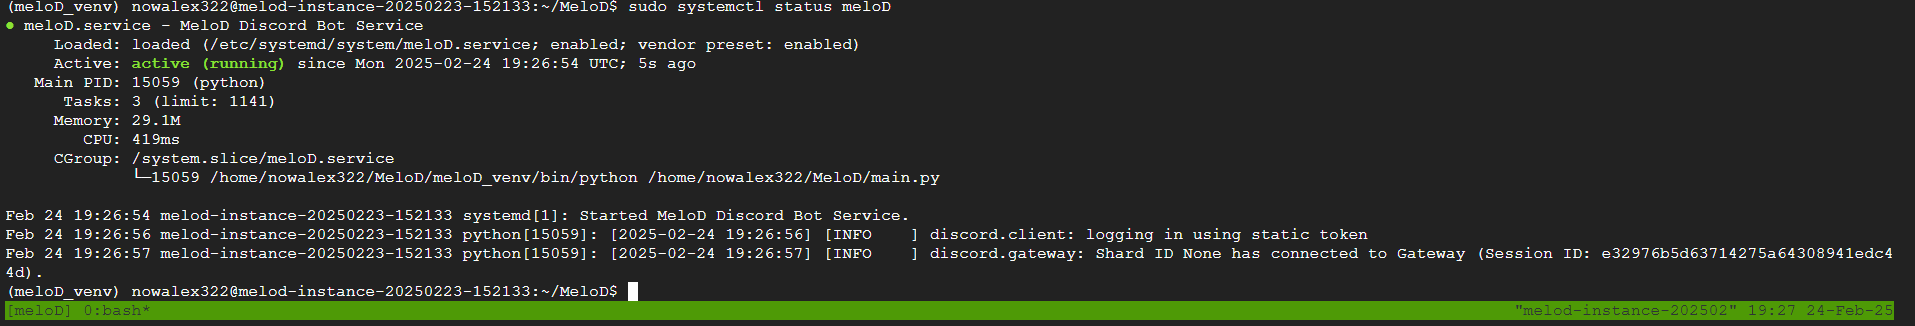 (meloD_venv) nowalex322@melod-instance-20250223-152133:~/MeloD$ sudo systemctl status meloD
● meloD.service - MeloD Discord Bot Service
     Loaded: loaded (/etc/systemd/system/meloD.service; enabled; vendor preset: enabled)
     Active: active (running) since Mon 2025-02-24 19:26:54 UTC; 5s ago
   Main PID: 15059 (python)
      Tasks: 3 (limit: 1141)
     Memory: 29.1M
        CPU: 419ms
     CGroup: /system.slice/meloD.service
             └─15059 /home/nowalex322/MeloD/meloD_venv/bin/python /home/nowalex322/MeloD/main.py

Feb 24 19:26:54 melod-instance-20250223-152133 systemd[1]: Started MeloD Discord Bot Service.
Feb 24 19:26:56 melod-instance-20250223-152133 python[15059]: [2025-02-24 19:26:56] [INFO    ] discord.client: logging in using static token
Feb 24 19:26:57 melod-instance-20250223-152133 python[15059]: [2025-02-24 19:26:57] [INFO    ] discord.gateway: Shard ID None has connected to Gateway (Session ID: e32976b5d63714275a64308941edc4
4d).
(meloD_venv) nowalex322@melod-instance-20250223-152133:~/MeloD$
[meloD] 0:bash* "melod-instance-202502" 19:27 24-Feb-25